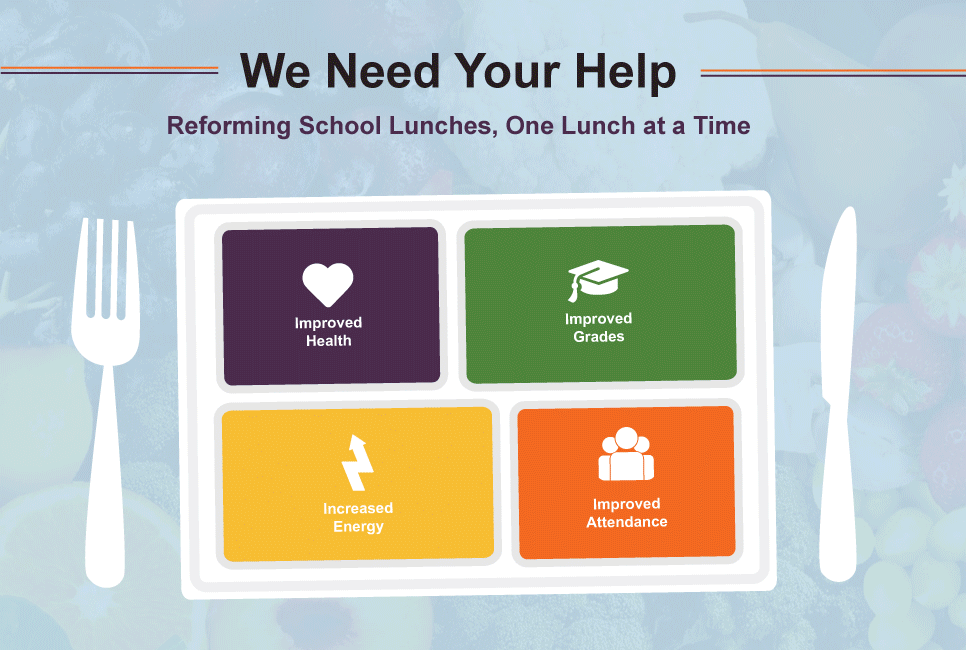 We Need Your Help
Reforming School Lunches, One Lunch at a Time
Improved
Health
Improved
Grades
Increased
Energy
Improved
Attendance